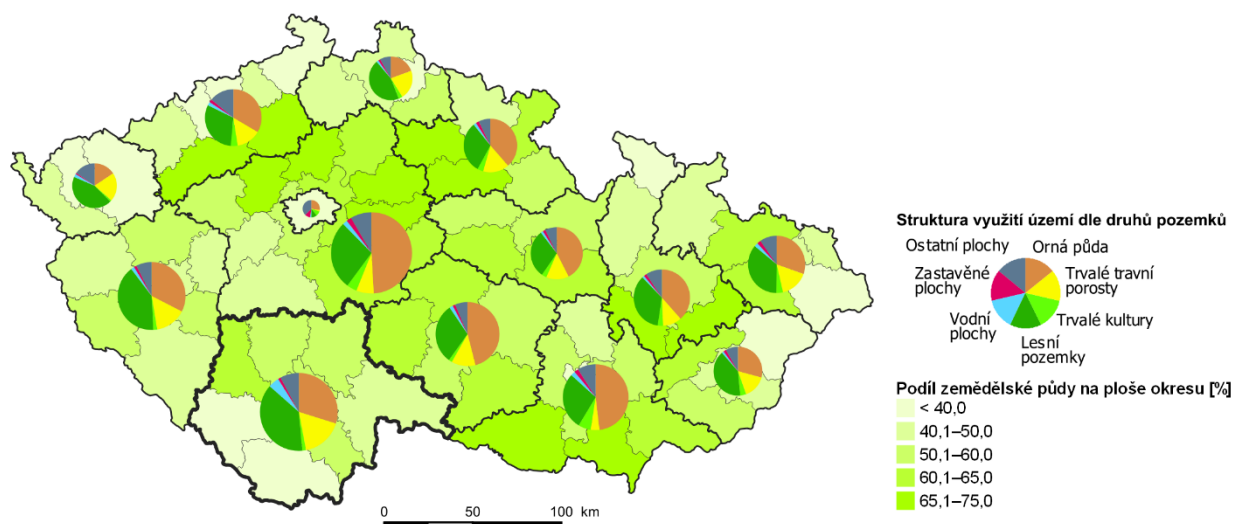 Struktura využití území dle druhů pozemků
Ostatní plochy
Orná půda
Zastavěné
plochy
Trvalé travní
porosty
Vodní
plochy
Trvalé kultury
Lesní
pozemky
Podíl zemědělské půdy na ploše okresu [%]
< 40,0
40,1–50,0
50,1–60,0
60,1–65,0
65,1–75,0
0 50 100 km